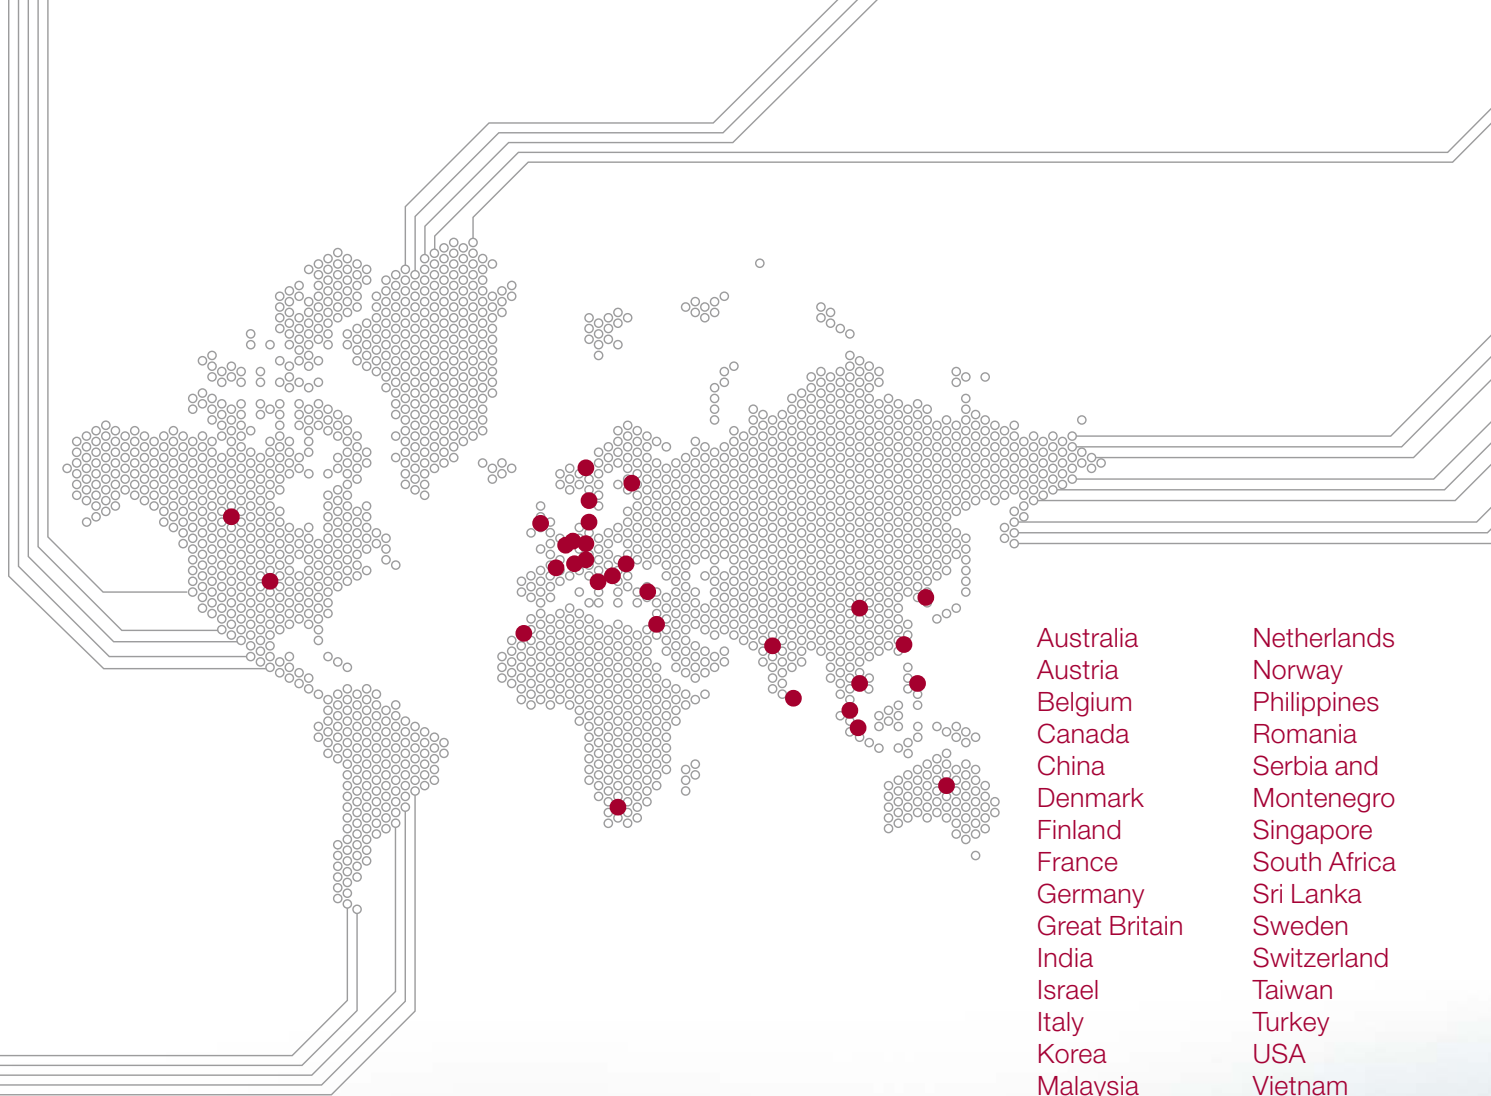 Australia
Austria
Belgium
Canada
China
Denmark
Finland
France
Germany
Great Britain
India
Israel
Italy
Korea
Malaysia
Netherlands
Norway
Philippines
Romania
Serbia and
Montenegro
Singapore
South Africa
Sri Lanka
Sweden
Switzerland
Taiwan
Turkey
USA
Vietnam